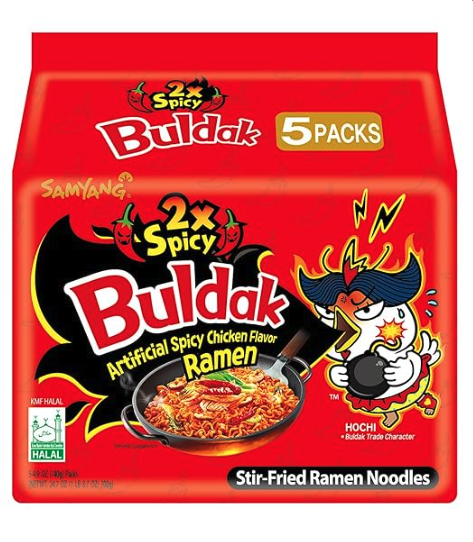 2x
Spicy
Buldak
5 PACKS
SAMYANG
2x
Spicy
Buldak
Artificial Spicy Chicken Flavor
Ramen
TM
HOCHI
* Buldak Trade Character
KMF HALAL
HALAL
Stir-Fried Ramen Noodles